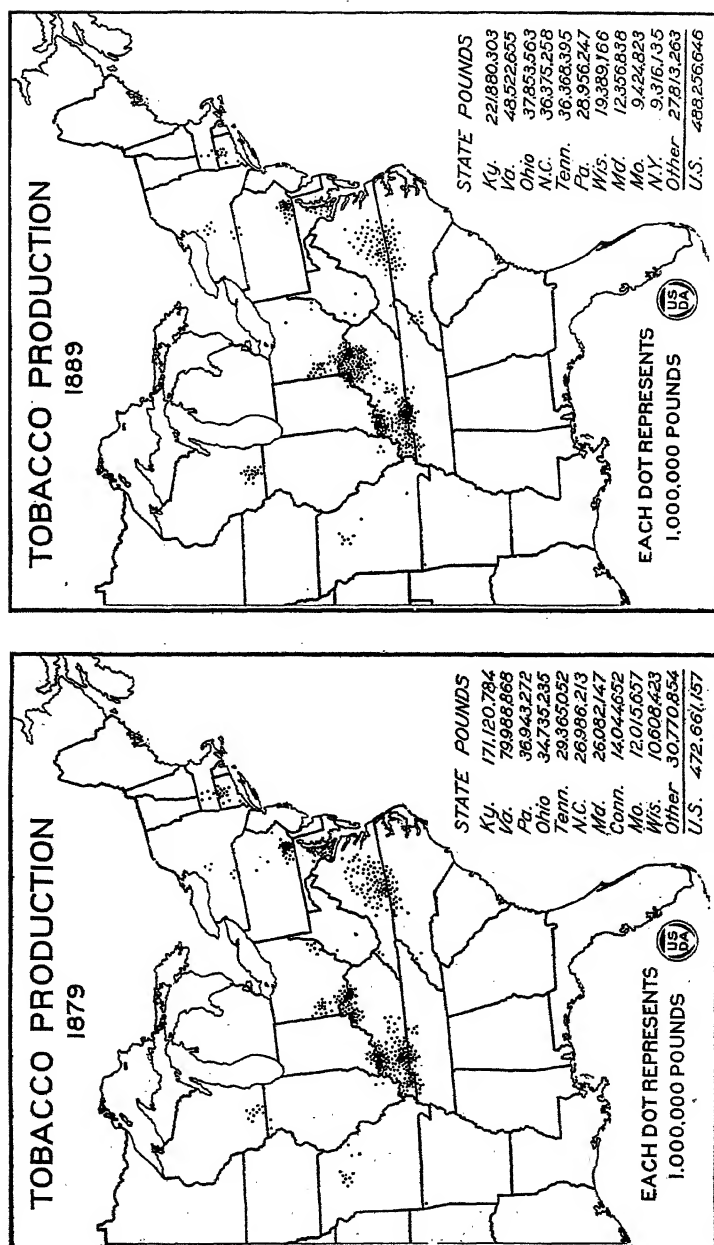 TOBACCO PRODUCTION
1879
STATE POUNDS
Ky. 171,120,784
Va. 79,988,868
Pa. 36,943,272
Ohio 34,735,235
Tenn. 29,365,052
N.C. 26,986,213
Md. 26,082,147
Conn. 14,044,652
Mo. 12,015,657
Wis. 10,608,423
Other 30,770,854
U.S. 472,661,157
EACH DOT REPRESENTS
1,000,000 POUNDS
US
DA
TOBACCO PRODUCTION
1889
STATE POUNDS
Ky. 221,880,303
Va. 48,522,655
Ohio 37,853,563
N.C. 36,375,258
Tenn. 36,368,395
Pa. 28,956,247
Wis. 19,389,166
Md. 12,356,838
Mo. 9,424,823
N.Y. 9,316,135
Other 27,813,263
U.S. 488,256,646
EACH DOT REPRESENTS
1,000,000 POUNDS
US
DA